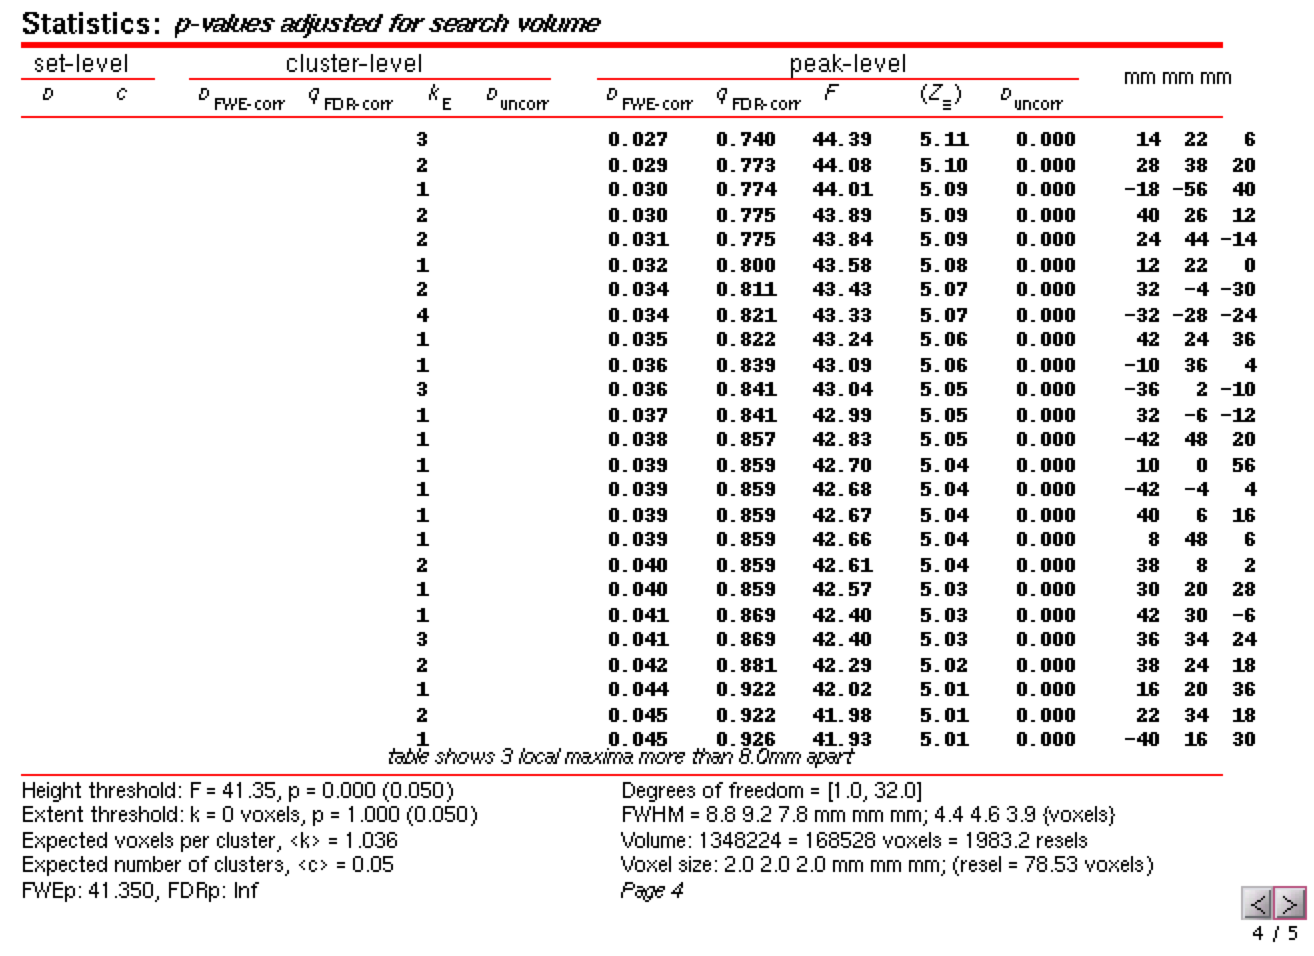 Statistics: p-values adjusted for search volume
set-level cluster-level peak-level mm mm mm
p c p FWE-corr q FDR-corr k E p uncorr p FWE-corr q FDR-corr F (Z≡) p uncorr
3 0.027 0.740 44.39 5.11 0.000 14 22 6
2 0.029 0.773 44.08 5.10 0.000 28 38 20
1 0.030 0.774 44.01 5.09 0.000 -18 -56 40
2 0.030 0.775 43.89 5.09 0.000 40 26 12
2 0.031 0.775 43.84 5.09 0.000 24 44 -14
1 0.032 0.800 43.58 5.08 0.000 12 22 0
2 0.034 0.811 43.43 5.07 0.000 32 -4 -30
4 0.034 0.821 43.33 5.07 0.000 -32 -28 -24
1 0.035 0.822 43.24 5.06 0.000 42 24 36
1 0.036 0.839 43.09 5.06 0.000 -10 36 4
3 0.036 0.841 43.04 5.05 0.000 -36 2 -10
1 0.037 0.841 42.99 5.05 0.000 32 -6 -12
1 0.038 0.857 42.83 5.05 0.000 -42 48 20
1 0.039 0.859 42.70 5.04 0.000 10 0 56
1 0.039 0.859 42.68 5.04 0.000 -42 -4 4
1 0.039 0.859 42.67 5.04 0.000 40 6 16
1 0.039 0.859 42.66 5.04 0.000 8 48 6
2 0.040 0.859 42.61 5.04 0.000 38 8 2
1 0.040 0.859 42.57 5.03 0.000 30 20 28
1 0.041 0.869 42.40 5.03 0.000 42 30 -6
3 0.041 0.869 42.40 5.03 0.000 36 34 24
2 0.042 0.881 42.29 5.02 0.000 38 24 18
1 0.044 0.922 42.02 5.01 0.000 16 20 36
2 0.045 0.922 41.98 5.01 0.000 22 34 18
1 0.045 0.926 41.93 5.01 0.000 -40 16 30
table shows 3 local maxima more than 8.0mm apart
Height threshold: F = 41.35, p = 0.000 (0.050) Degrees of freedom = [1.0, 32.0]
Extent threshold: k = 0 voxels, p = 1.000 (0.050) FWHM = 8.8 9.2 7.8 mm mm mm; 4.4 4.6 3.9 {voxels}
Expected voxels per cluster, <k> = 1.036 Volume: 1348224 = 168528 voxels = 1983.2 resels
Expected number of clusters, <c> = 0.05 Voxel size: 2.0 2.0 2.0 mm mm mm; (resel = 78.53 voxels)
FWEp: 41.350, FDRp: Inf Page 4
< >
4 / 5